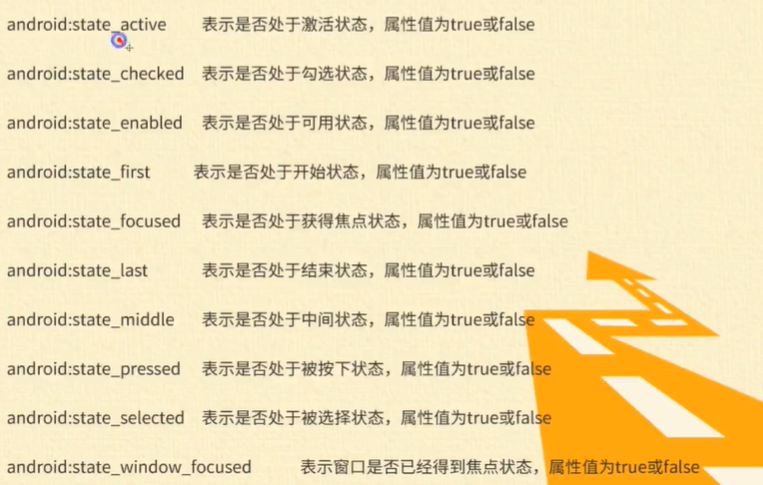 android:state_active 表示是否处于激活状态，属性值为true或false
android:state_checked 表示是否处于勾选状态，属性值为true或false
android:state_enabled 表示是否处于可用状态，属性值为true或false
android:state_first 表示是否处于开始状态，属性值为true或false
android:state_focused 表示是否处于获得焦点状态，属性值为true或false
android:state_last 表示是否处于结束状态，属性值为true或false
android:state_middle 表示是否处于中间状态，属性值为true或false
android:state_pressed 表示是否处于被按下状态，属性值为true或false
android:state_selected 表示是否处于被选择状态，属性值为true或false
android:state_window_focused 表示窗口是否已经得到焦点状态，属性值为true或false